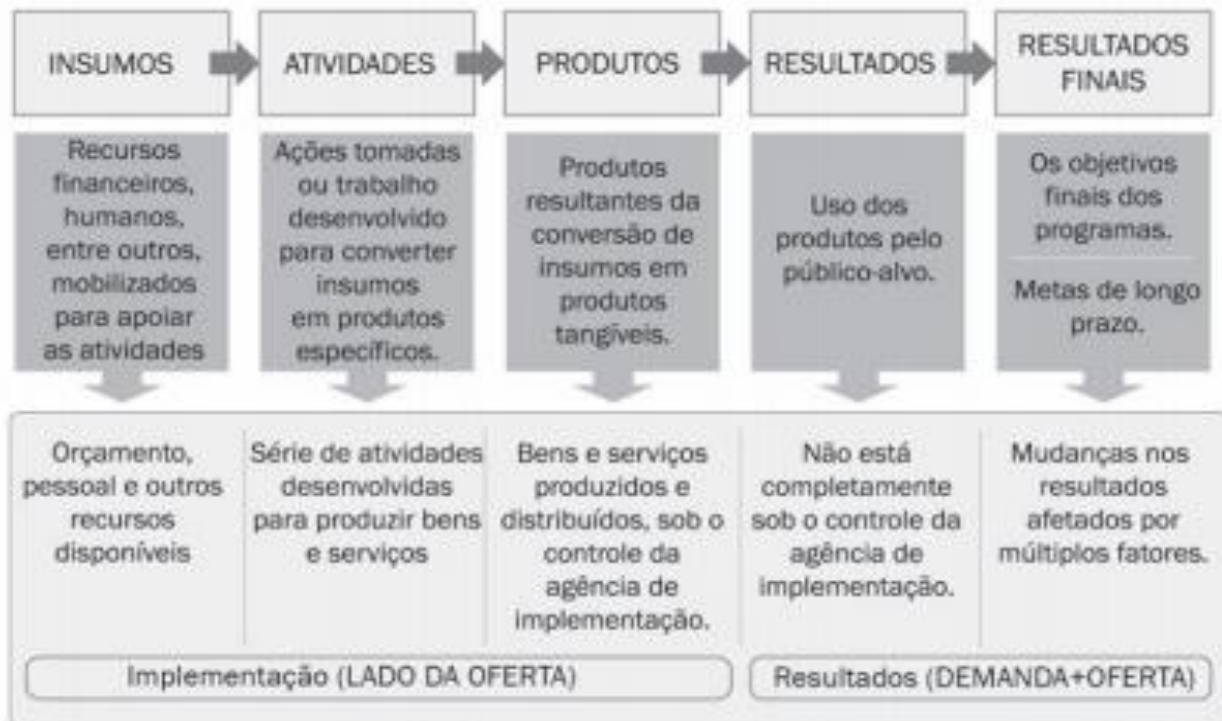 INSUMOS
ATIVIDADES
PRODUTOS
RESULTADOS
RESULTADOS
FINAIS
Recursos
financeiros,
humanos,
entre outros,
mobilizados
para apoiar
as atividades
Ações tomadas
ou trabalho
desenvolvido
para converter
insumos
em produtos
específicos.
Produtos
resultantes da
conversão de
insumos em
produtos
tangíveis.
Uso dos
produtos pelo
público-alvo.
Os objetivos
finais dos
programas.
Metas de longo
prazo.
Orçamento,
pessoal e outros
recursos
disponíveis
Série de atividades
desenvolvidas
para produzir bens
e serviços
Bens e serviços
produzidos e
distribuídos, sob o
controle da
agência de
implementação.
Não está
completamente
sob o controle da
agência de
implementação.
Mudanças nos
resultados
afetados por
múltiplos fatores.
Implementação (LADO DA OFERTA)
Resultados (DEMANDA+OFERTA)